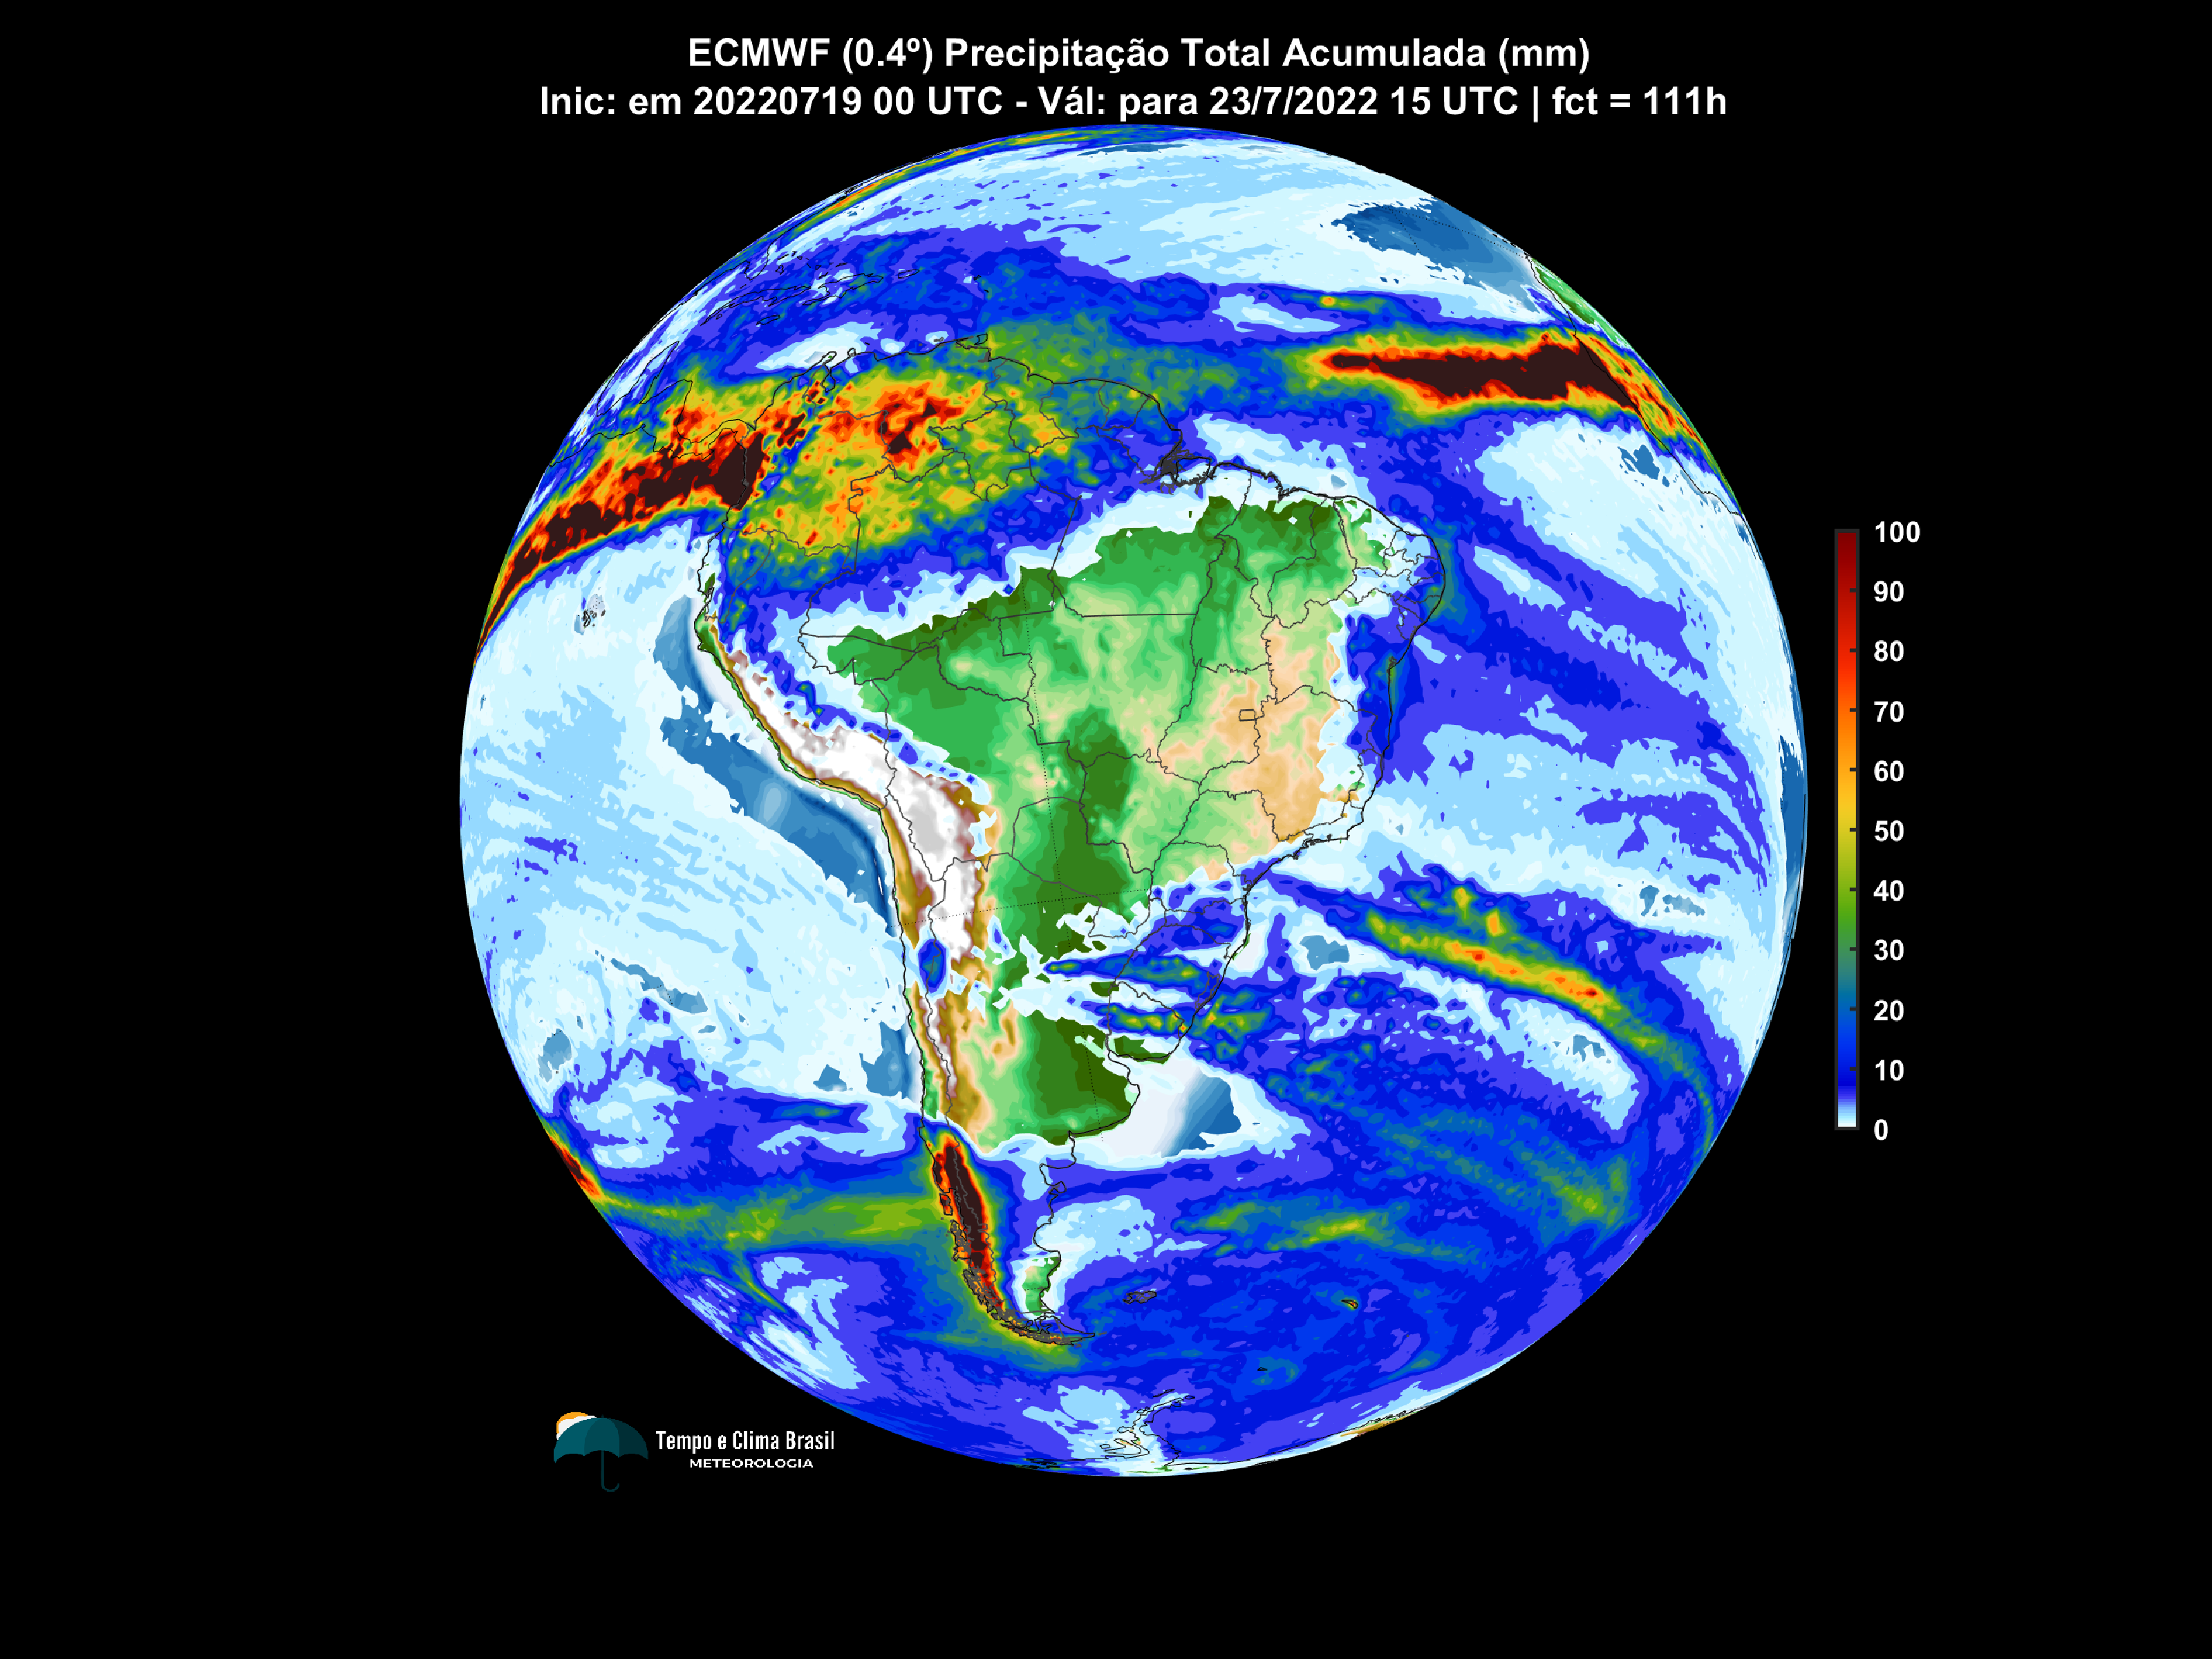 ECMWF (0.4º) Precipitação Total Acumulada (mm)
Inic: em 20220719 00 UTC - Vál: para 23/7/2022 15 UTC | fct = 111h
100
90
80
70
60
50
40
30
20
10
0
Tempo e Clima Brasil
METEOROLOGIA